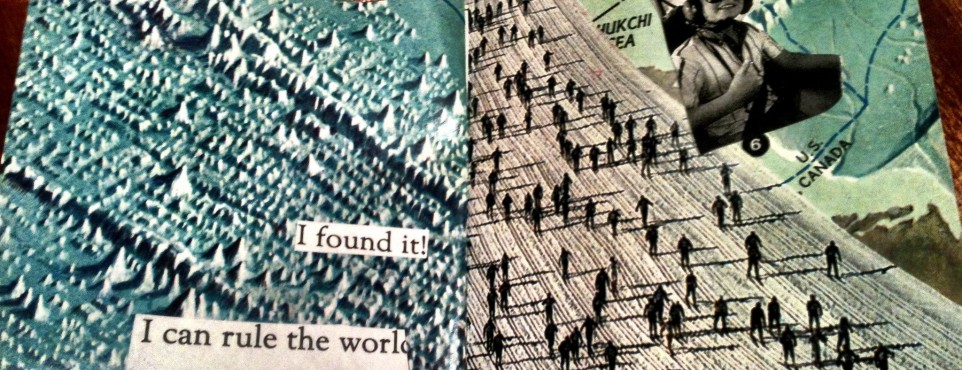 I found it!
I can rule the worl
UKCHI
SEA
6
U.S.
CANADA